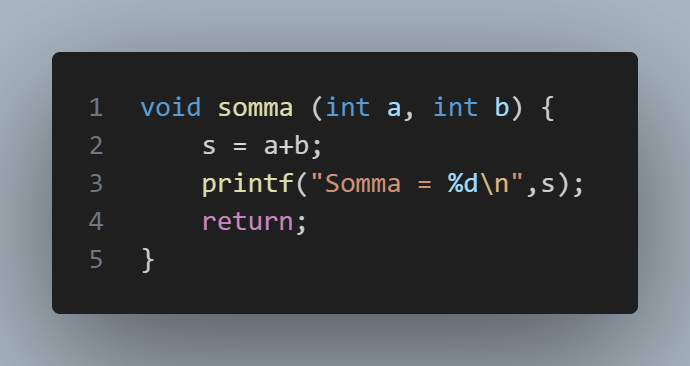 1 void somma (int a, int b) {
2     s = a+b;
3     printf("Somma = %d\n",s);
4     return;
5 }